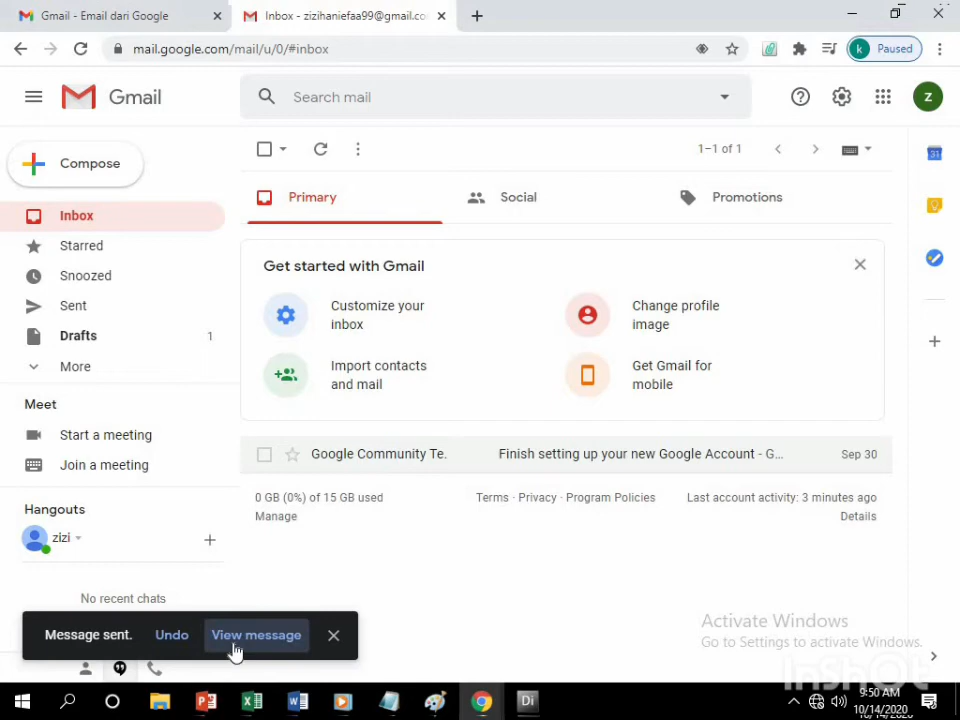 Gmail - Email dari Google
Inbox - zizihaniefaa99@gmail.co
mail.google.com/mail/u/0/#inbox
k
Paused
Gmail
Search mail
z
1–1 of 1
Compose
31
Primary
Social
Promotions
Inbox
Starred
Get started with Gmail
Snoozed
Customize your
inbox
Change profile
image
Sent
Drafts
1
Import contacts
and mail
Get Gmail for
mobile
More
Meet
Start a meeting
Google Community Te.
Finish setting up your new Google Account - G...
Sep 30
Join a meeting
0 GB (0%) of 15 GB used
Manage
Terms · Privacy · Program Policies
Last account activity: 3 minutes ago
Details
Hangouts
zizi
No recent chats
Message sent.
Undo
View message
Activate Windows
Go to Settings to activate Windows.
InShOt
Di
9:50 AM
10/14/2020